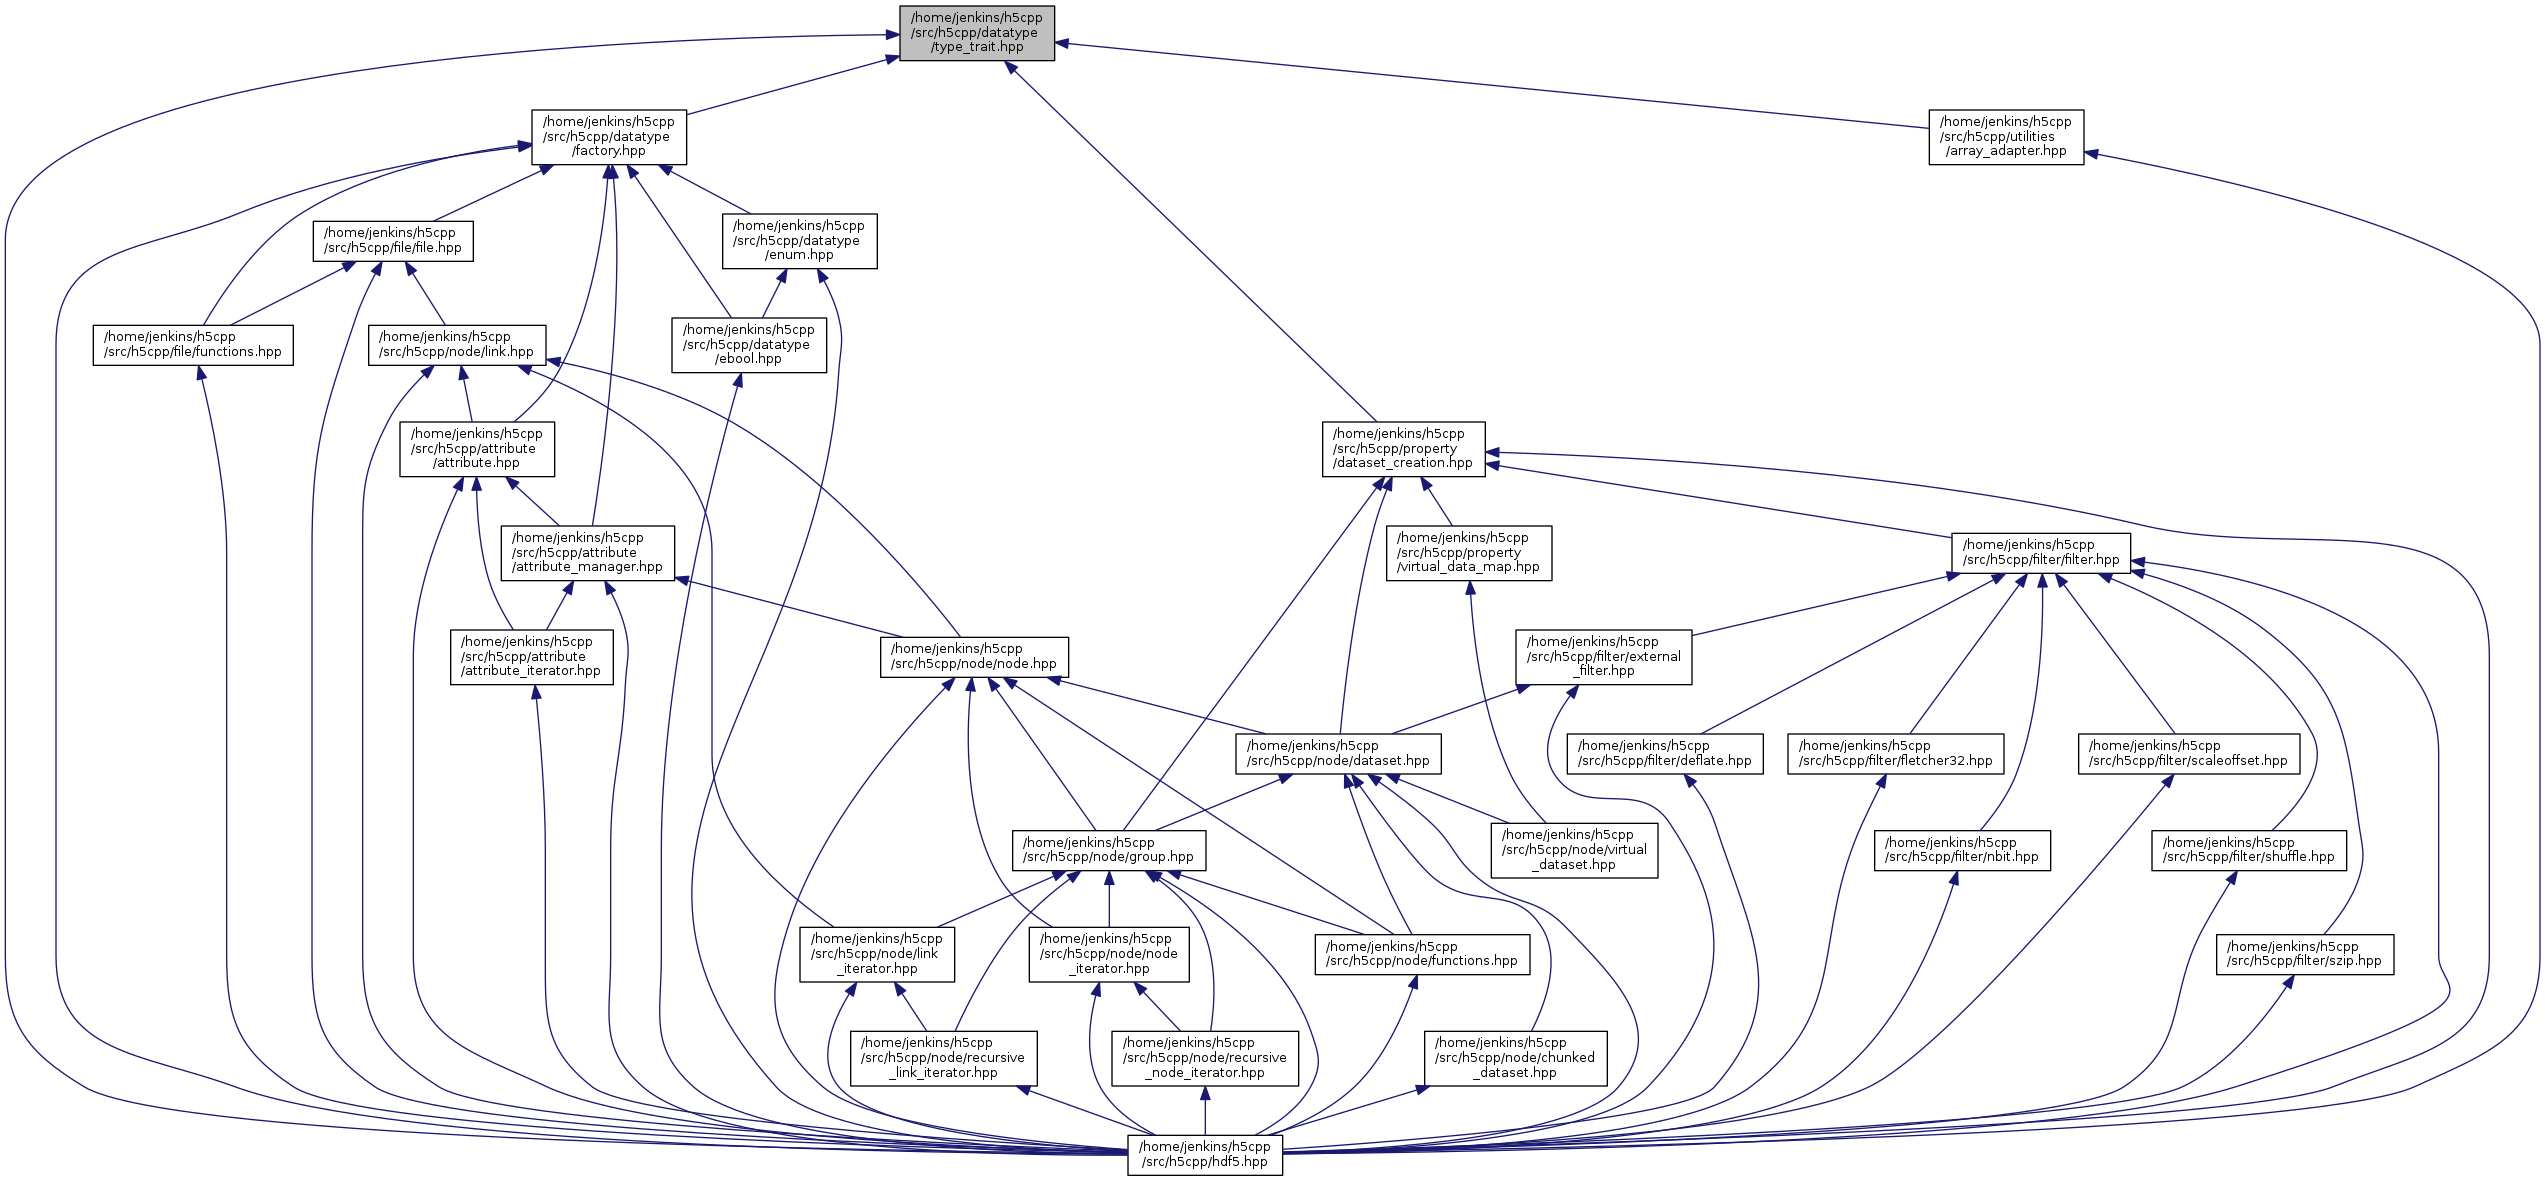 /home/jenkins/h5cpp
/src/h5cpp/datatype
/type_trait.hpp
/home/jenkins/h5cpp
/src/h5cpp/datatype
/factory.hpp
/home/jenkins/h5cpp
/src/h5cpp/utilities
/array_adapter.hpp
/home/jenkins/h5cpp
/src/h5cpp/file/file.hpp
/home/jenkins/h5cpp
/src/h5cpp/datatype
/enum.hpp
/home/jenkins/h5cpp
/src/h5cpp/file/functions.hpp
/home/jenkins/h5cpp
/src/h5cpp/node/link.hpp
/home/jenkins/h5cpp
/src/h5cpp/datatype
/ebool.hpp
/home/jenkins/h5cpp
/src/h5cpp/attribute
/attribute.hpp
/home/jenkins/h5cpp
/src/h5cpp/property
/dataset_creation.hpp
/home/jenkins/h5cpp
/src/h5cpp/attribute
/attribute_manager.hpp
/home/jenkins/h5cpp
/src/h5cpp/property
/virtual_data_map.hpp
/home/jenkins/h5cpp
/src/h5cpp/filter/filter.hpp
/home/jenkins/h5cpp
/src/h5cpp/attribute
/attribute_iterator.hpp
/home/jenkins/h5cpp
/src/h5cpp/node/node.hpp
/home/jenkins/h5cpp
/src/h5cpp/filter/external
_filter.hpp
/home/jenkins/h5cpp
/src/h5cpp/node/dataset.hpp
/home/jenkins/h5cpp
/src/h5cpp/filter/deflate.hpp
/home/jenkins/h5cpp
/src/h5cpp/filter/fletcher32.hpp
/home/jenkins/h5cpp
/src/h5cpp/filter/scaleoffset.hpp
/home/jenkins/h5cpp
/src/h5cpp/node/group.hpp
/home/jenkins/h5cpp
/src/h5cpp/node/virtual
_dataset.hpp
/home/jenkins/h5cpp
/src/h5cpp/filter/nbit.hpp
/home/jenkins/h5cpp
/src/h5cpp/filter/shuffle.hpp
/home/jenkins/h5cpp
/src/h5cpp/node/link
_iterator.hpp
/home/jenkins/h5cpp
/src/h5cpp/node/node
_iterator.hpp
/home/jenkins/h5cpp
/src/h5cpp/node/functions.hpp
/home/jenkins/h5cpp
/src/h5cpp/filter/szip.hpp
/home/jenkins/h5cpp
/src/h5cpp/node/recursive
_link_iterator.hpp
/home/jenkins/h5cpp
/src/h5cpp/node/recursive
_node_iterator.hpp
/home/jenkins/h5cpp
/src/h5cpp/node/chunked
_dataset.hpp
/home/jenkins/h5cpp
/src/h5cpp/hdf5.hpp